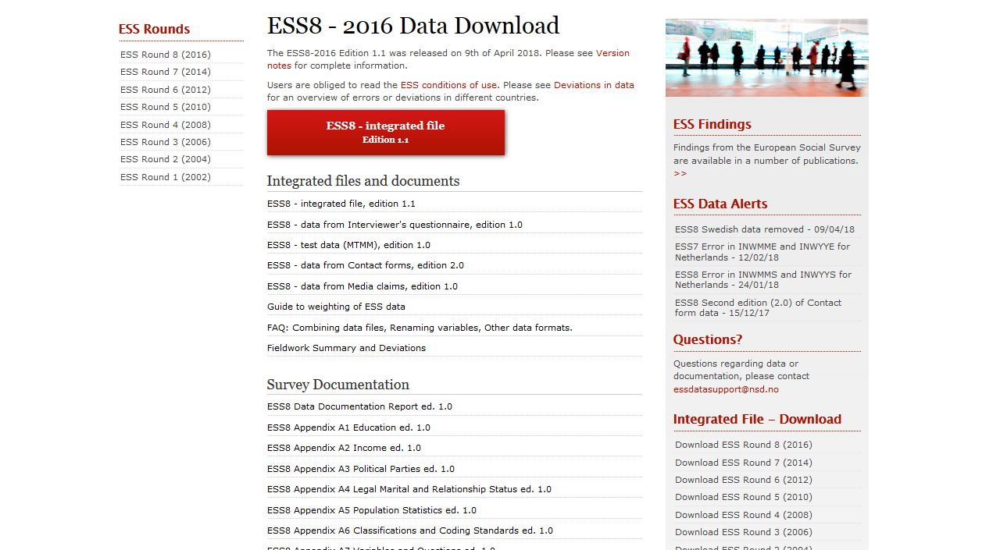 ESS Rounds
ESS Round 8 (2016)
ESS Round 7 (2014)
ESS Round 6 (2012)
ESS Round 5 (2010)
ESS Round 4 (2008)
ESS Round 3 (2006)
ESS Round 2 (2004)
ESS Round 1 (2002)
ESS8 - 2016 Data Download
The ESS8-2016 Edition 1.1 was released on 9th of April 2018. Please see Version
notes for complete information.
Users are obliged to read the ESS conditions of use. Please see Deviations in data
for an overview of errors or deviations in different countries.
ESS8 - integrated file
Edition 1.1
Integrated files and documents
ESS8 - integrated file, edition 1.1
ESS8 - data from Interviewer's questionnaire, edition 1.0
ESS8 - test data (MTMM), edition 1.0
ESS8 - data from Contact forms, edition 2.0
ESS8 - data from Media claims, edition 1.0
Guide to weighting of ESS data
FAQ: Combining data files, Renaming variables, Other data formats.
Fieldwork Summary and Deviations
Survey Documentation
ESS8 Data Documentation Report ed. 1.0
ESS8 Appendix A1 Education ed. 1.0
ESS8 Appendix A2 Income ed. 1.0
ESS8 Appendix A3 Political Parties ed. 1.0
ESS8 Appendix A4 Legal Marital and Relationship Status ed. 1.0
ESS8 Appendix A5 Population Statistics ed. 1.0
ESS8 Appendix A6 Classifications and Coding Standards ed. 1.0
ESS8 Appendix A7 Variables and Questions ed. 1.0
ESS Findings
Findings from the European Social Survey
are available in a number of publications.
>>
ESS Data Alerts
ESS8 Swedish data removed - 09/04/18
ESS7 Error in INWMME and INWYYE for
Netherlands - 12/02/18
ESS8 Error in INWMMS and INWYYS for
Netherlands - 24/01/18
ESS8 Second edition (2.0) of Contact
form data - 15/12/17
Questions?
Questions regarding data or
documentation, please contact
essdatasupport@nsd.no
Integrated File – Download
Download ESS Round 8 (2016)
Download ESS Round 7 (2014)
Download ESS Round 6 (2012)
Download ESS Round 5 (2010)
Download ESS Round 4 (2008)
Download ESS Round 3 (2006)
Download ESS Round 2 (2004)